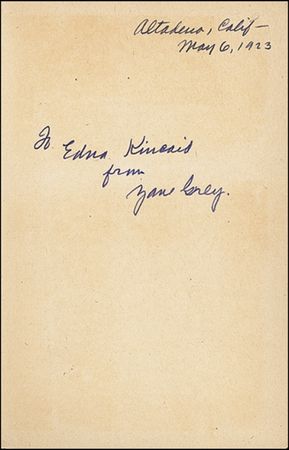 Altadena, Calif-
May 6, 1923
To Edna Kincaid
from
Zane Grey.